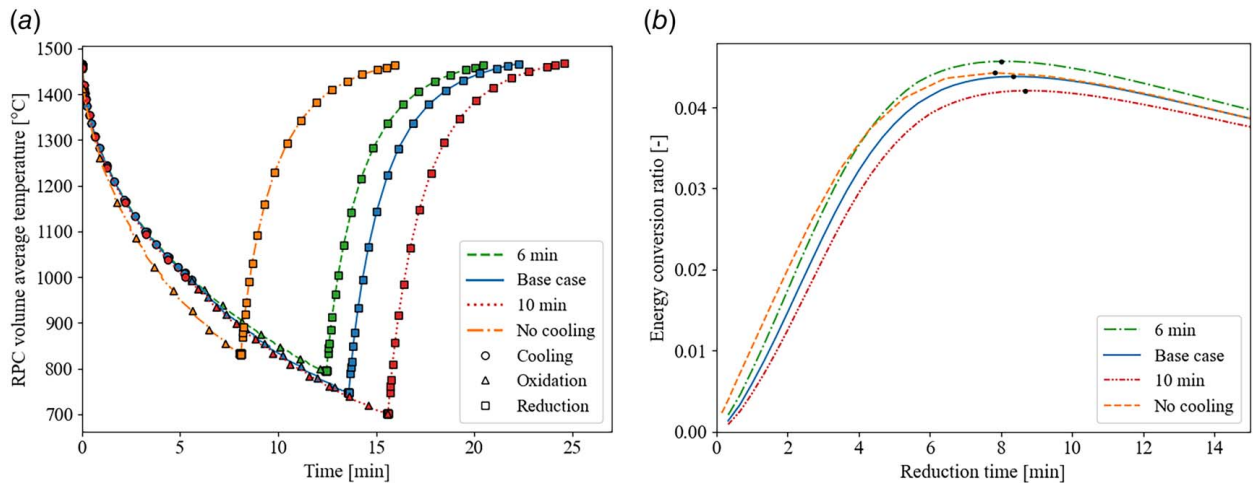 (a)
1500
1400
1300
1200
1100
1000
900
800
700
RPC volume average temperature [°C]
0 5 10 15 20 25
Time [min]
6 min
Base case
10 min
No cooling
Cooling
Oxidation
Reduction
(b)
0.04
0.03
0.02
0.01
0.00
Energy conversion ratio [-]
0 2 4 6 8 10 12 14
Reduction time [min]
6 min
Base case
10 min
No cooling